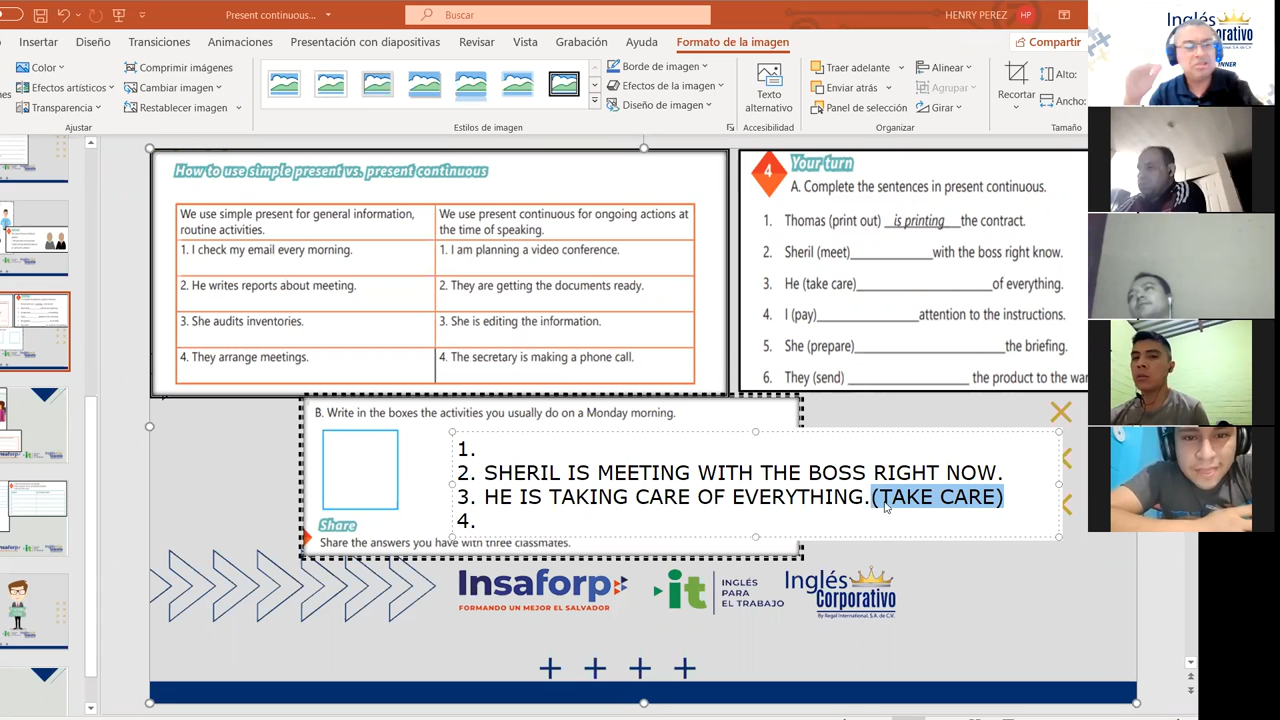 Present continuous...
Buscar
HENRY PEREZ
HP
Insertar Diseño Transiciones Animaciones Presentación con diapositivas Revisar Vista Grabación Ayuda Formato de la imagen
Compartir
Color
Efectos artísticos
Transparencia
Comprimir imágenes
Cambiar imagen
Restablecer imagen
Ajustar
Estilos de imagen
Borde de imagen
Efectos de la imagen
Diseño de imagen
Texto
alternativo
Accesibilidad
Traer adelante
Enviar atrás
Panel de selección
Alinear
Agrupar
Girar
Organizar
Recortar
Alto:
Ancho:
Tamaño
Inglés
How to use simple present vs. present continuous
We use simple present for general information,
routine activities.
We use present continuous for ongoing actions at
the time of speaking.
1. I check my email every morning.
1. I am planning a video conference.
2. He writes reports about meeting.
2. They are getting the documents ready.
3. She audits inventories.
3. She is editing the information.
4. They arrange meetings.
4. The secretary is making a phone call.
4
Your turn
A. Complete the sentences in present continuous.
1. Thomas (print out) _is printing___the contract.
2. Sheril (meet)____________with the boss right know.
3. He (take care)___________________of everything.
4. I (pay)______________attention to the instructions.
5. She (prepare)_____________________the briefing.
6. They (send) _________________ the product to the
B. Write in the boxes the activities you usually do on a Monday morning.
1.
2. SHERIL IS MEETING WITH THE BOSS RIGHT NOW.
3. HE IS TAKING CARE OF EVERYTHING.(TAKE CARE)
4.
Share
Share the answers you have with three classmates.
Insaforp
FORMANDO UN MEJOR EL SALVADOR
it
INGLÉS
PARA
EL TRABAJO
Inglés
Corporativo
By Regal International, S.A. de C.V.